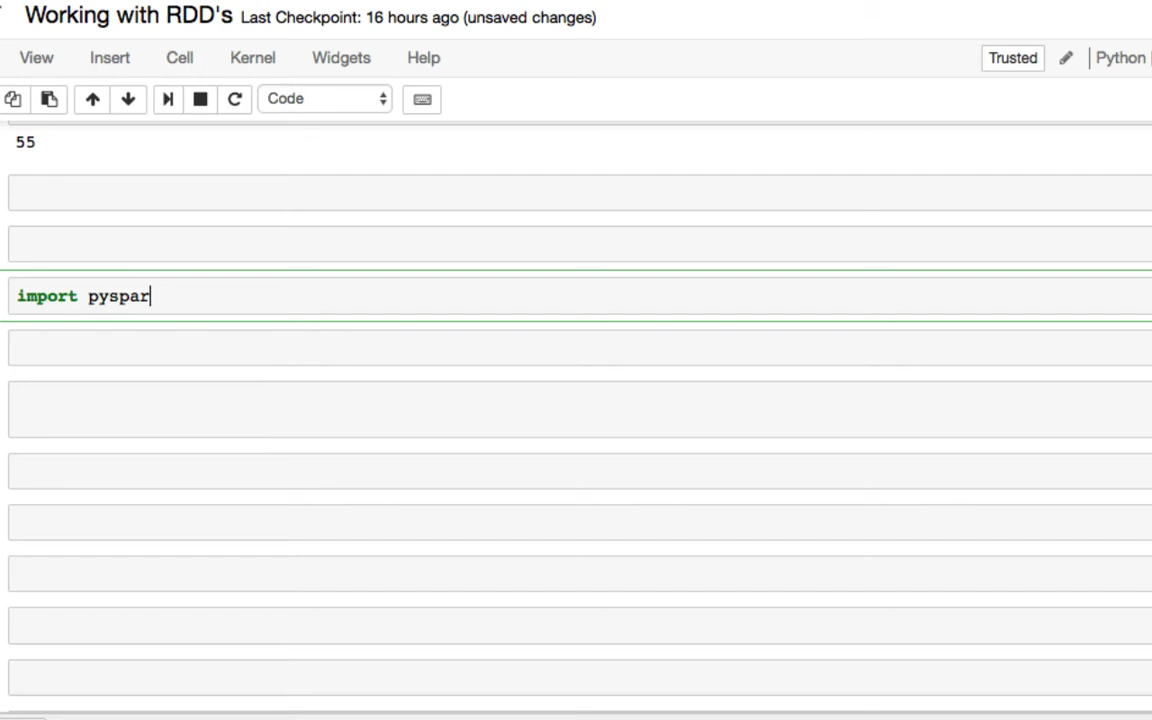 Working with RDD's Last Checkpoint: 16 hours ago (unsaved changes)
View Insert Cell Kernel Widgets Help Trusted Python
Code
55
import pyspar